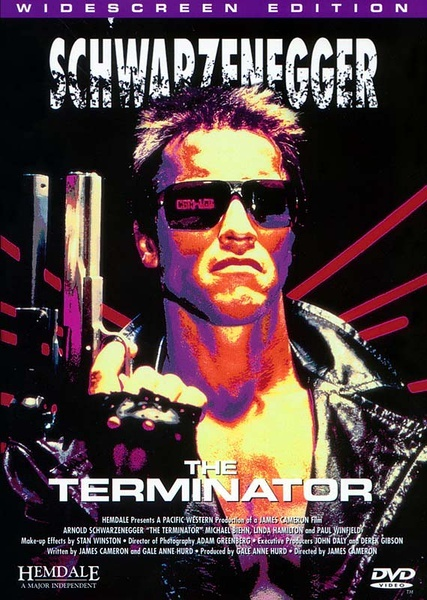 WIDESCREEN EDITION
SCHWARZENEGGER
THE
TERMINATOR
HEMDALE Presents A PACIFIC WESTERN Production of a JAMES CAMERON Film
ARNOLD SCHWARZENEGGER "THE TERMINATOR" MICHAEL BIEHN, LINDA HAMILTON and PAUL WINFIELD
Make-up Effects by STAN WINSTON • Director of Photography ADAM GREENBERG • Executive Producers JOHN DALY and DEREK GIBSON
Written by JAMES CAMERON and GALE ANNE HURD • Produced by GALE ANNE HURD • Directed by JAMES CAMERON
HEMDALE
A MAJOR INDEPENDENT
DVD
VIDEO
TM